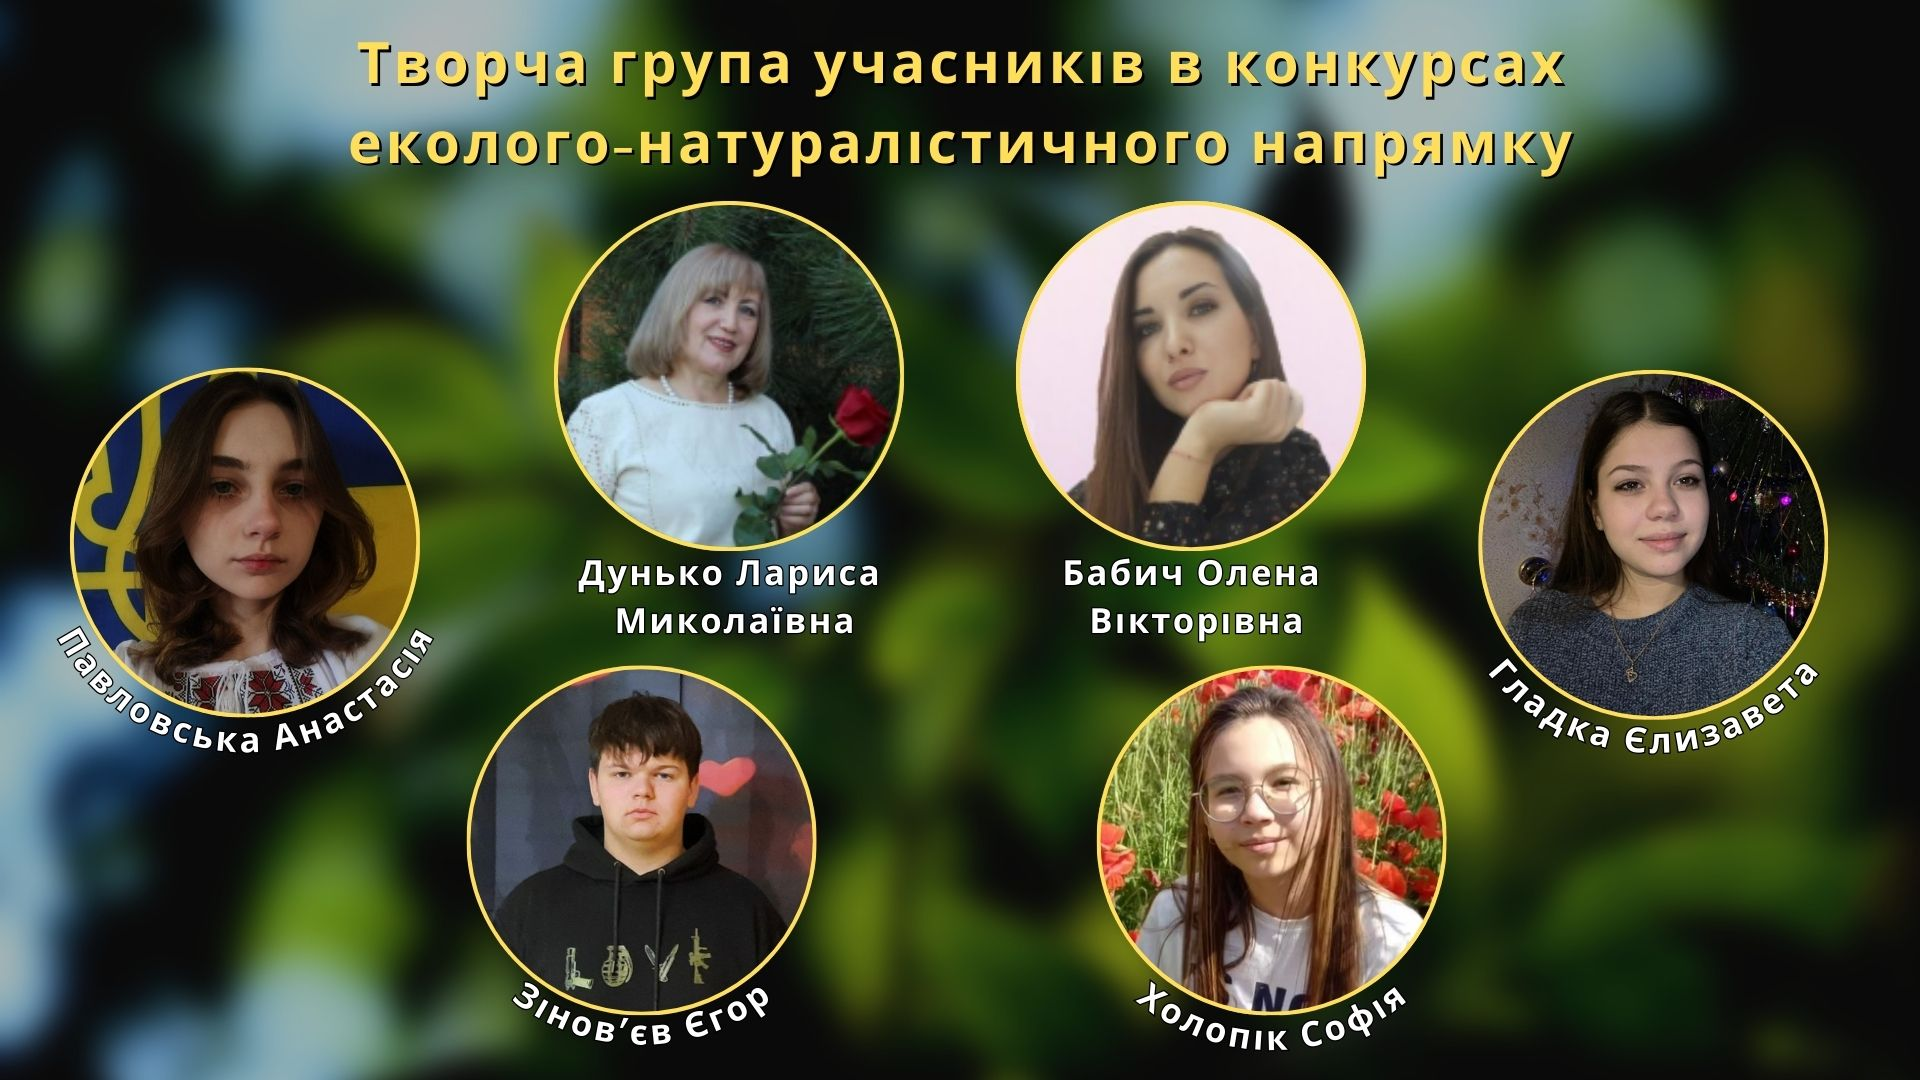 Творча група учасників в конкурсах
еколого-натуралістичного напрямку
Дунько Лариса
Миколаївна
Бабич Олена
Вікторівна
Павловська Анастасія
Гладка Єлизавета
LOVE
Зінов’єв Єгор
Холопік Софія